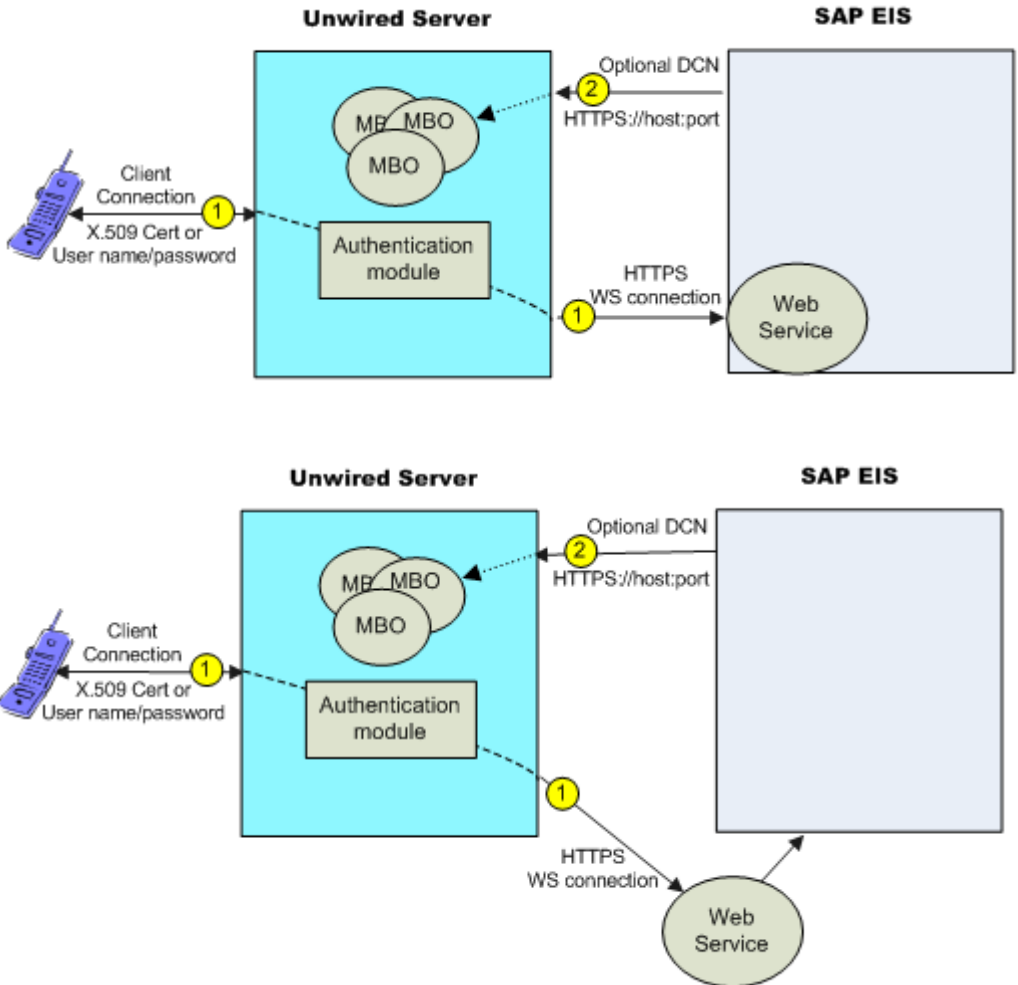 Unwired Server
SAP EIS
Optional DCN
2
HTTPS://host:port
MBO
MBO
Client
Connection
1
X.509 Cert or
User name/password
Authentication
module
HTTPS
WS connection
1
Web
Service
Unwired Server
SAP EIS
Optional DCN
2
HTTPS://host:port
MBO
MBO
Client
Connection
1
X.509 Cert or
User name/password
Authentication
module
1
HTTPS
WS connection
Web
Service